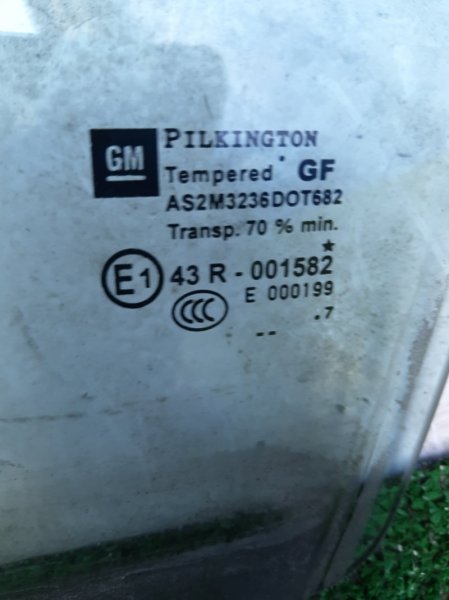 GM
PILKINGTON
Tempered GF
AS2M3236DOT682
Transp. 70 % min.
E1 43 R - 001582
CCC E 000199
-- .7